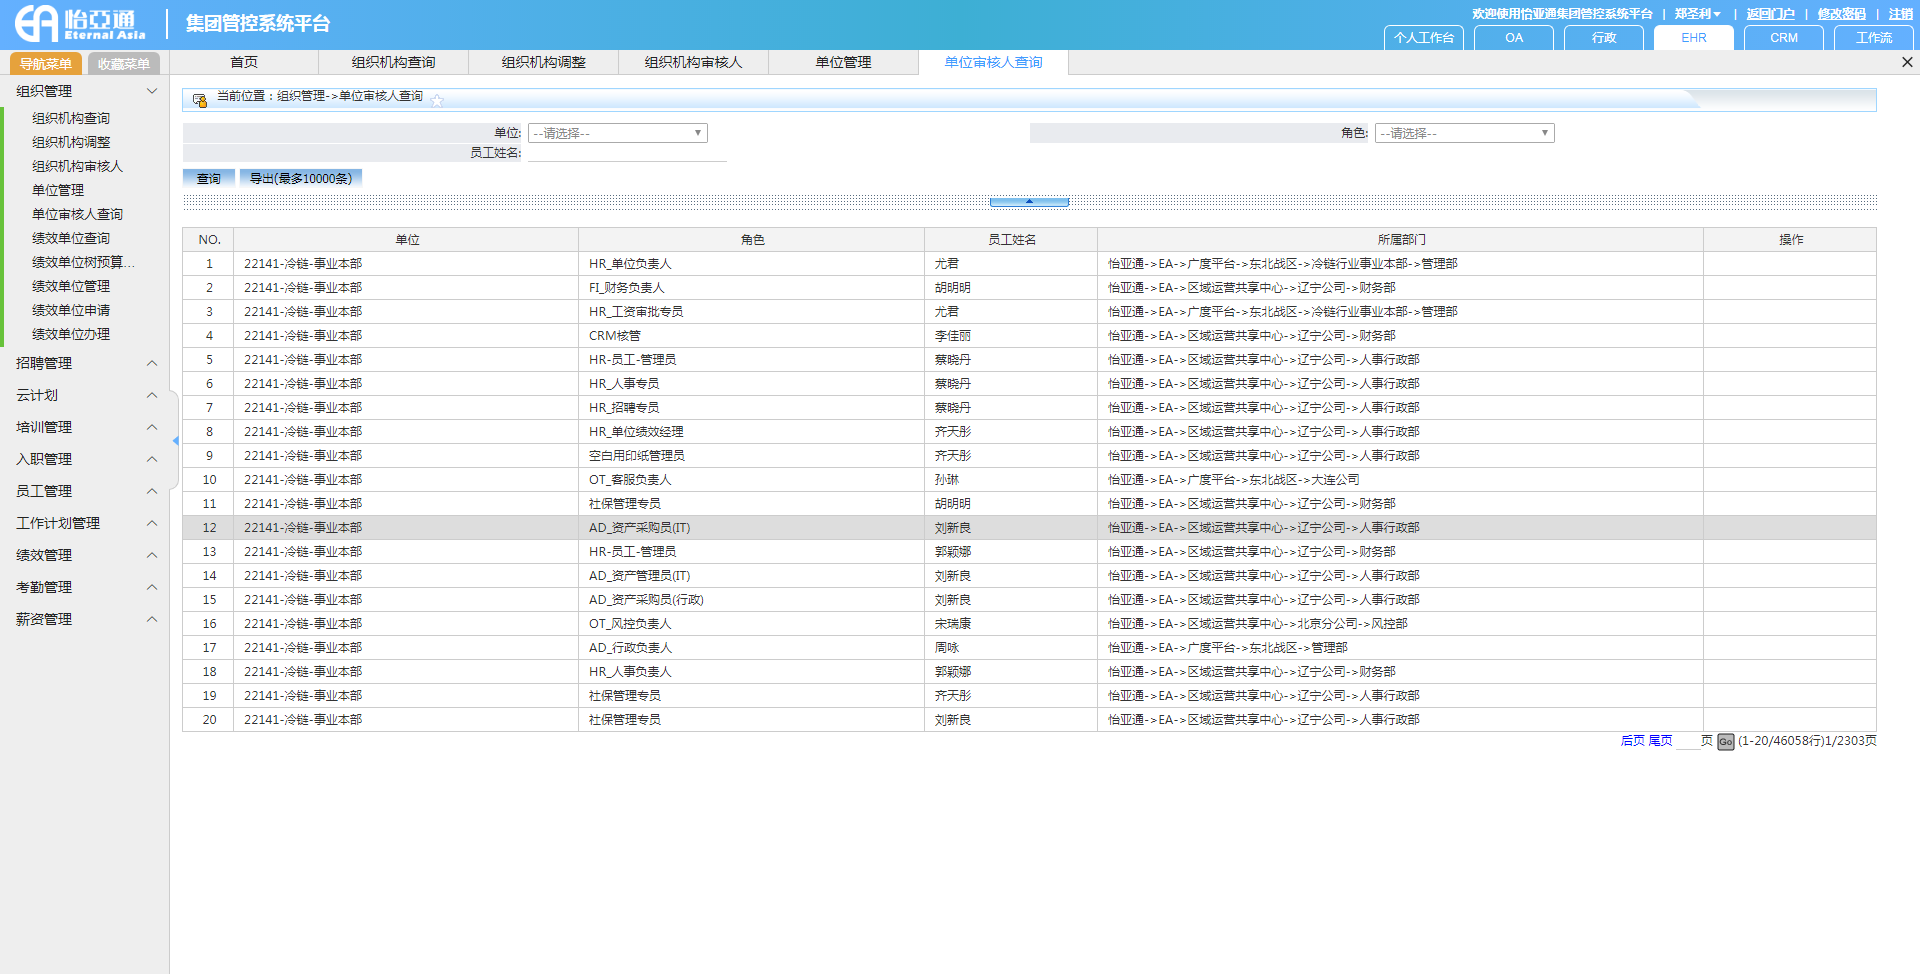 怡亞通 Eternal Asia 集团管控系统平台
欢迎使用怡亚通集团管控系统平台 | 郑圣利 | 返回门户 | 修改密码 | 注销
个人工作台 OA 行政 EHR CRM 工作流
导航菜单 收藏菜单
首页 组织机构查询 组织机构调整 组织机构审核人 单位管理 单位审核人查询
组织管理
组织机构查询
组织机构调整
组织机构审核人
单位管理
单位审核人查询
绩效单位查询
绩效单位树预算...
绩效单位管理
绩效单位申请
绩效单位办理
招聘管理
云计划
培训管理
入职管理
员工管理
工作计划管理
绩效管理
考勤管理
薪资管理
当前位置：组织管理->单位审核人查询
单位: --请选择-- 角色: --请选择--
员工姓名:
查询 导出(最多10000条)
NO. 单位 角色 员工姓名 所属部门 操作
1 22141-冷链-事业本部 HR_单位负责人 尤君 怡亚通->EA->广度平台->东北战区->冷链行业事业本部->管理部
2 22141-冷链-事业本部 FI_财务负责人 胡明明 怡亚通->EA->区域运营共享中心->辽宁公司->财务部
3 22141-冷链-事业本部 HR_工资审批专员 尤君 怡亚通->EA->广度平台->东北战区->冷链行业事业本部->管理部
4 22141-冷链-事业本部 CRM核管 李佳丽 怡亚通->EA->区域运营共享中心->辽宁公司->财务部
5 22141-冷链-事业本部 HR-员工-管理员 蔡晓丹 怡亚通->EA->区域运营共享中心->辽宁公司->人事行政部
6 22141-冷链-事业本部 HR_人事专员 蔡晓丹 怡亚通->EA->区域运营共享中心->辽宁公司->人事行政部
7 22141-冷链-事业本部 HR_招聘专员 蔡晓丹 怡亚通->EA->区域运营共享中心->辽宁公司->人事行政部
8 22141-冷链-事业本部 HR_单位绩效经理 齐天彤 怡亚通->EA->区域运营共享中心->辽宁公司->人事行政部
9 22141-冷链-事业本部 空白用印纸管理员 齐天彤 怡亚通->EA->区域运营共享中心->辽宁公司->人事行政部
10 22141-冷链-事业本部 OT_客服负责人 孙琳 怡亚通->EA->广度平台->东北战区->大连公司
11 22141-冷链-事业本部 社保管理专员 胡明明 怡亚通->EA->区域运营共享中心->辽宁公司->财务部
12 22141-冷链-事业本部 AD_资产采购员(IT) 刘新良 怡亚通->EA->区域运营共享中心->辽宁公司->人事行政部
13 22141-冷链-事业本部 HR-员工-管理员 郭颖娜 怡亚通->EA->区域运营共享中心->辽宁公司->财务部
14 22141-冷链-事业本部 AD_资产管理员(IT) 刘新良 怡亚通->EA->区域运营共享中心->辽宁公司->人事行政部
15 22141-冷链-事业本部 AD_资产采购员(行政) 刘新良 怡亚通->EA->区域运营共享中心->辽宁公司->人事行政部
16 22141-冷链-事业本部 OT_风控负责人 宋瑞康 怡亚通->EA->区域运营共享中心->北京分公司->风控部
17 22141-冷链-事业本部 AD_行政负责人 周咏 怡亚通->EA->广度平台->东北战区->管理部
18 22141-冷链-事业本部 HR_人事负责人 郭颖娜 怡亚通->EA->区域运营共享中心->辽宁公司->财务部
19 22141-冷链-事业本部 社保管理专员 齐天彤 怡亚通->EA->区域运营共享中心->辽宁公司->人事行政部
20 22141-冷链-事业本部 社保管理专员 刘新良 怡亚通->EA->区域运营共享中心->辽宁公司->人事行政部
后页 尾页 页 Go (1-20/46058行)1/2303页